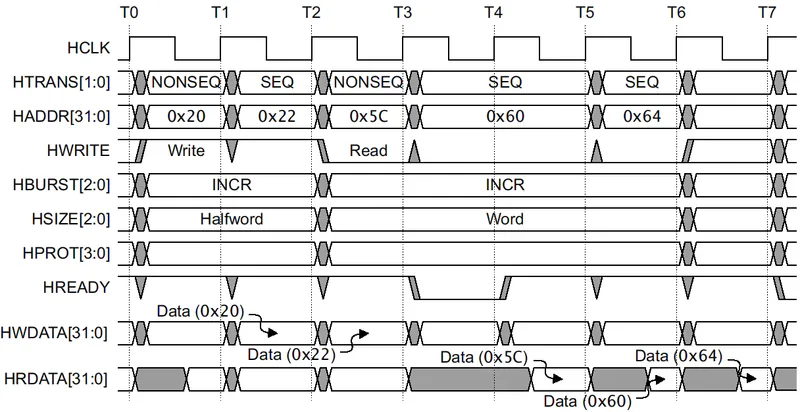 T0 T1 T2 T3 T4 T5 T6 T7
HCLK
HTRANS[1:0] NONSEQ SEQ NONSEQ SEQ SEQ
HADDR[31:0] 0x20 0x22 0x5C 0x60 0x64
HWRITE Write Read
HBURST[2:0] INCR INCR
HSIZE[2:0] Halfword Word
HPROT[3:0]
HREADY
Data (0x20)
HWDATA[31:0]
Data (0x22) Data (0x5C) Data (0x64)
HRDATA[31:0]
Data (0x60)